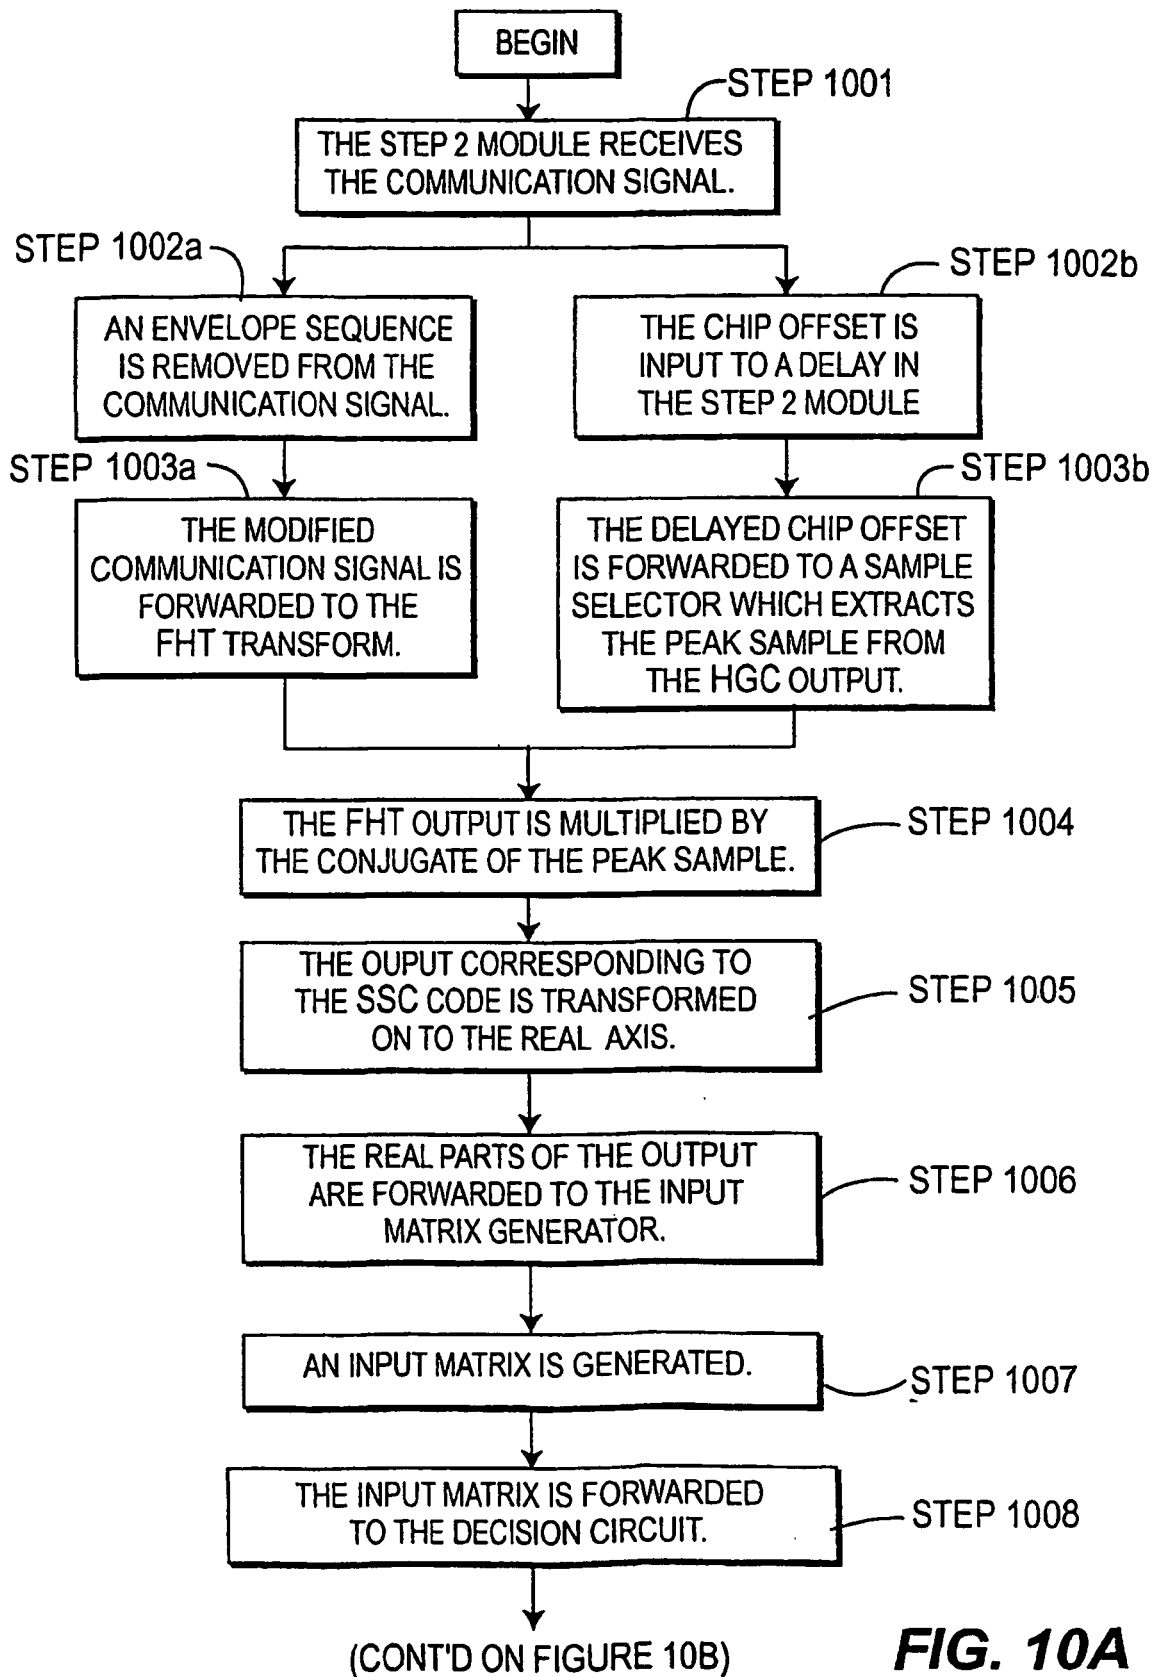 BEGIN
STEP 1001
THE STEP 2 MODULE RECEIVES
THE COMMUNICATION SIGNAL.
STEP 1002a
AN ENVELOPE SEQUENCE
IS REMOVED FROM THE
COMMUNICATION SIGNAL.
STEP 1002b
THE CHIP OFFSET IS
INPUT TO A DELAY IN
THE STEP 2 MODULE
STEP 1003a
THE MODIFIED
COMMUNICATION SIGNAL IS
FORWARDED TO THE
FHT TRANSFORM.
STEP 1003b
THE DELAYED CHIP OFFSET
IS FORWARDED TO A SAMPLE
SELECTOR WHICH EXTRACTS
THE PEAK SAMPLE FROM
THE HGC OUTPUT.
THE FHT OUTPUT IS MULTIPLIED BY
THE CONJUGATE OF THE PEAK SAMPLE.
STEP 1004
THE OUPUT CORRESPONDING TO
THE SSC CODE IS TRANSFORMED
ON TO THE REAL AXIS.
STEP 1005
THE REAL PARTS OF THE OUTPUT
ARE FORWARDED TO THE INPUT
MATRIX GENERATOR.
STEP 1006
AN INPUT MATRIX IS GENERATED.
STEP 1007
THE INPUT MATRIX IS FORWARDED
TO THE DECISION CIRCUIT.
STEP 1008
(CONT'D ON FIGURE 10B)
FIG. 10A